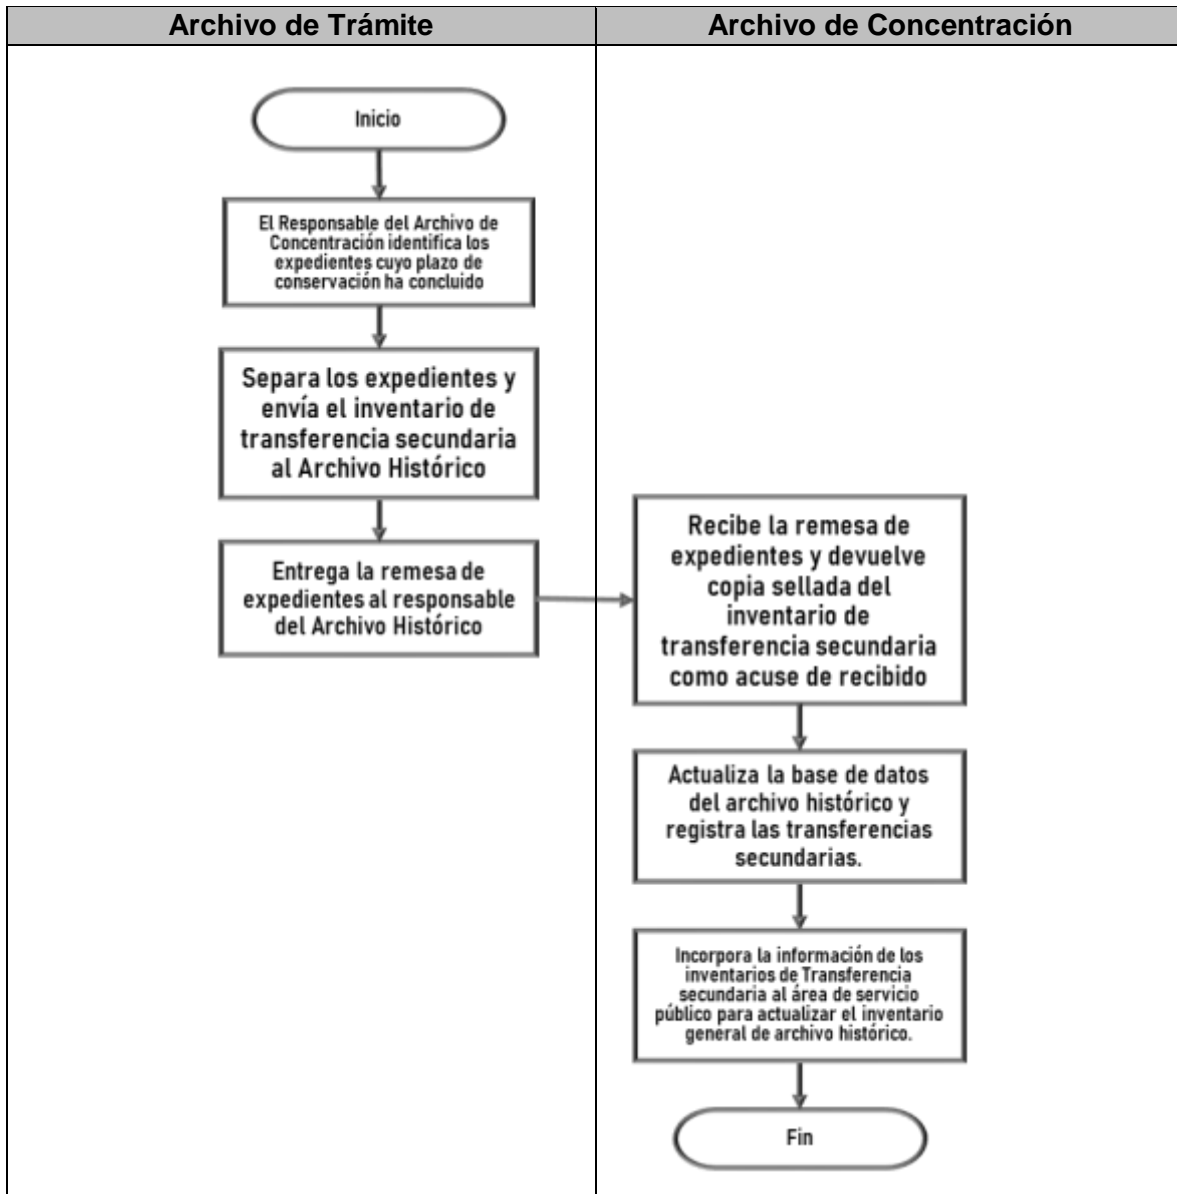 Archivo de Trámite
Archivo de Concentración
Inicio
El Responsable del Archivo de
Concentración identifica los
expedientes cuyo plazo de
conservación ha concluido
Separa los expedientes y
envía el inventario de
transferencia secundaria
al Archivo Histórico
Entrega la remesa de
expedientes al responsable
del Archivo Histórico
Recibe la remesa de
expedientes y devuelve
copia sellada del
inventario de
transferencia secundaria
como acuse de recibido
Actualiza la base de datos
del archivo histórico y
registra las transferencias
secundarias.
Incorpora la información de los
inventarios de Transferencia
secundaria al área de servicio
público para actualizar el inventario
general de archivo histórico.
Fin